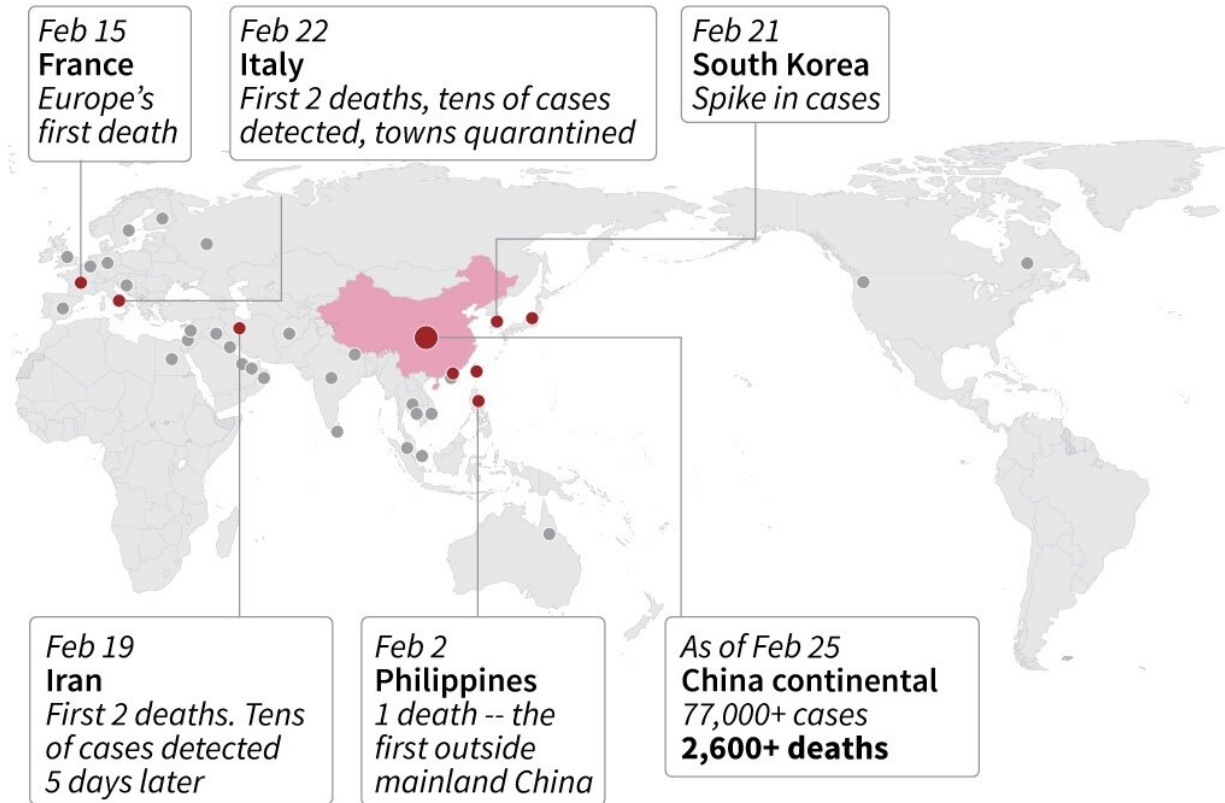 Feb 15
France
Europe's
first death
Feb 22
Italy
First 2 deaths, tens of cases
detected, towns quarantined
Feb 21
South Korea
Spike in cases
Feb 19
Iran
First 2 deaths. Tens
of cases detected
5 days later
Feb 2
Philippines
1 death -- the
first outside
mainland China
As of Feb 25
China continental
77,000+ cases
2,600+ deaths